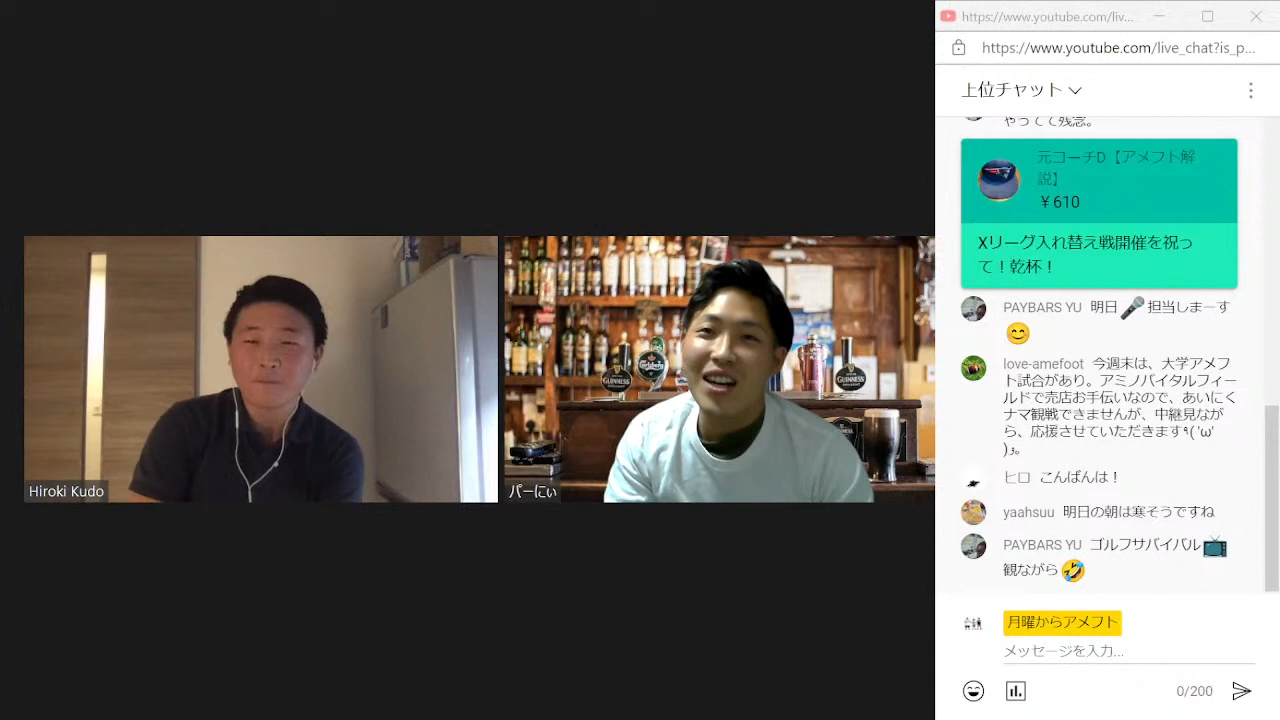 Hiroki Kudo
パーにぃ
GUINNESS
Carlsberg
GUINNESS
https://www.youtube.com/liv...
https://www.youtube.com/live_chat?is_p...
上位チャット
やってて残念。
元コーチD【アメフト解
説】
￥610
Xリーグ入れ替え戦開催を祝っ
て！乾杯！
PAYBARS YU 明日🎤担当しまーす
😊
love-amefoot 今週末は、大学アメフ
ト試合があり。アミノバイタルフィー
ルドで売店お手伝いなので、あいにく
ナマ観戦できませんが、中継見なが
ら、応援させていただきます٩( 'ω'
)و。
ヒロ こんばんは！
yaahsuu 明日の朝は寒そうですね
PAYBARS YU ゴルフサバイバル📺
観ながら🤣
月曜からアメフト
メッセージを入力...
0/200